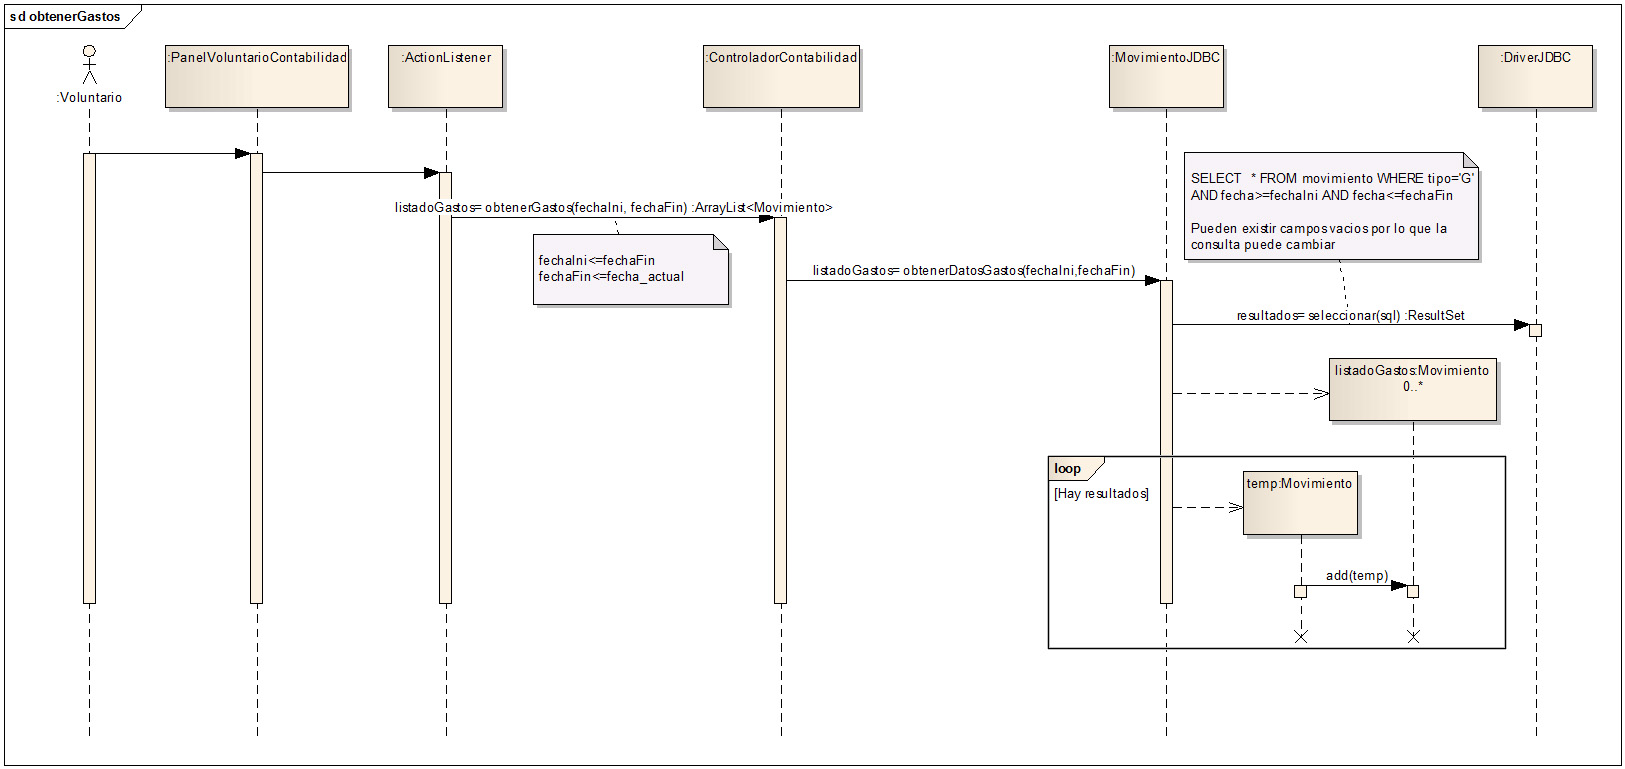 sd obtenerGastos
:Voluntario
:PanelVoluntarioContabilidad
:ActionListener
:ControladorContabilidad
:MovimientoJDBC
:DriverJDBC
SELECT * FROM movimiento WHERE tipo='G'
AND fecha>=fechaIni AND fecha<=fechaFin
Pueden existir campos vacios por lo que la
consulta puede cambiar
listadoGastos= obtenerGastos(fechaIni, fechaFin) :ArrayList<Movimiento>
fechaIni<=fechaFin
fechaFin<=fecha_actual
listadoGastos= obtenerDatosGastos(fechaIni,fechaFin)
resultados= seleccionar(sql) :ResultSet
listadoGastos:Movimiento
0..*
loop
[Hay resultados]
temp:Movimiento
add(temp)